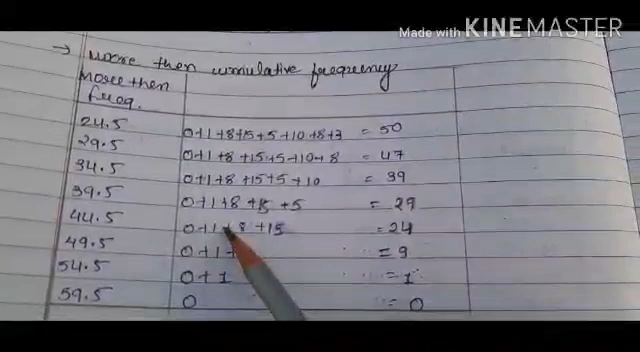 Made with KINEMASTER
→ More then cumulative frequency
More then
freq.
24.5 0+1+8+15+5+10+8+3 = 50
29.5 0+1+8+15+5+10+8 = 47
34.5 0+1+8+15+5+10 = 39
39.5 0+1+8+15+5 = 29
44.5 0+1+8+15 = 24
49.5 0+1+ = 9
54.5 0+1 = 1
59.5 0 = 0